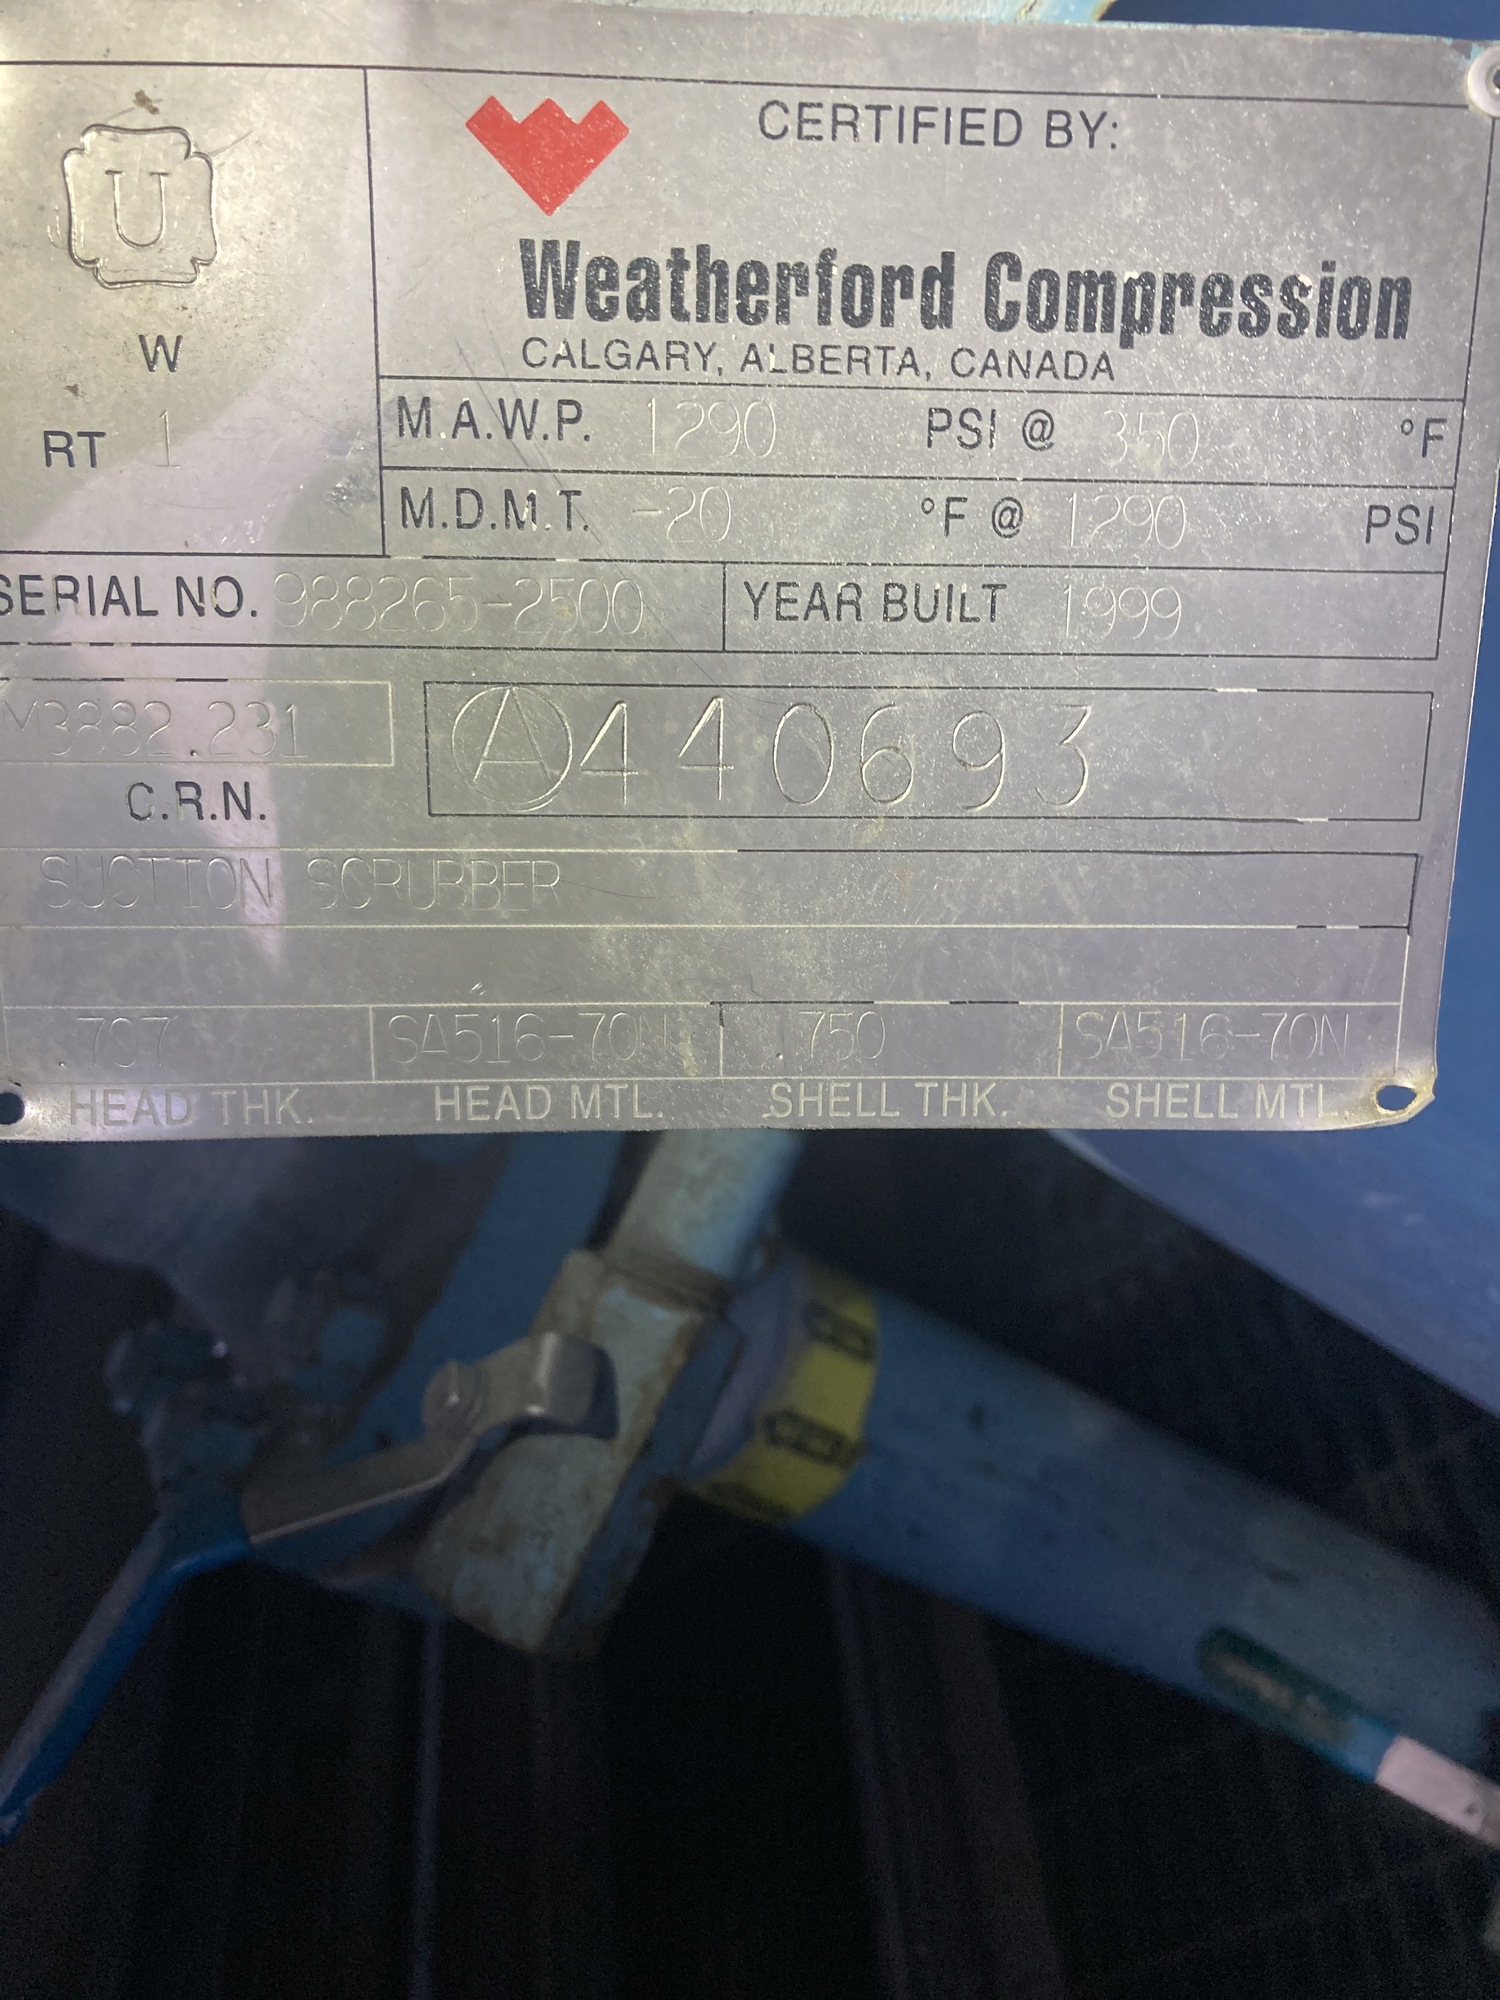 U
W
RT 1
CERTIFIED BY:
Weatherford Compression
CALGARY, ALBERTA, CANADA
M.A.W.P. 1290 PSI @ 350 °F
M.D.M.T. -20 °F @ 1290 PSI
SERIAL NO. 988265-2500 YEAR BUILT 1999
M3882.231
C.R.N.
A 440693
SUCTION SCRUBBER
.707 SA516-70N .750 SA516-70N
HEAD THK. HEAD MTL. SHELL THK. SHELL MTL.